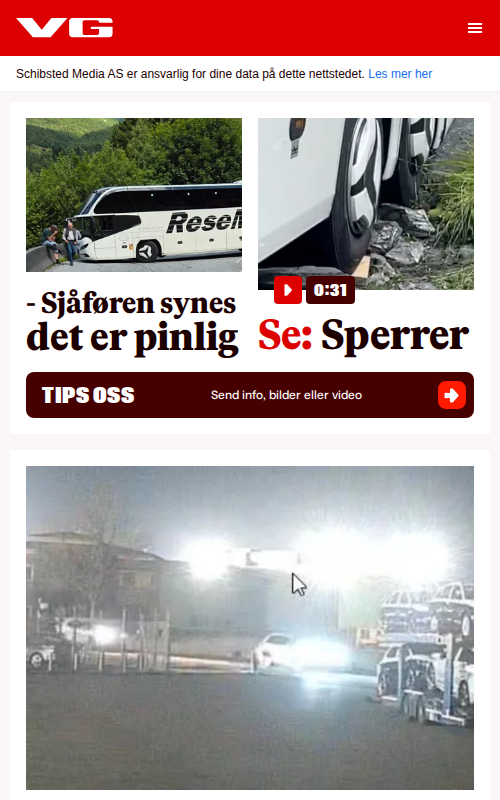 VG
Schibsted Media AS er ansvarlig for dine data på dette nettstedet. Les mer her
- Sjåføren synes
det er pinlig
0:31
Se: Sperrer
TIPS OSS
Send info, bilder eller video